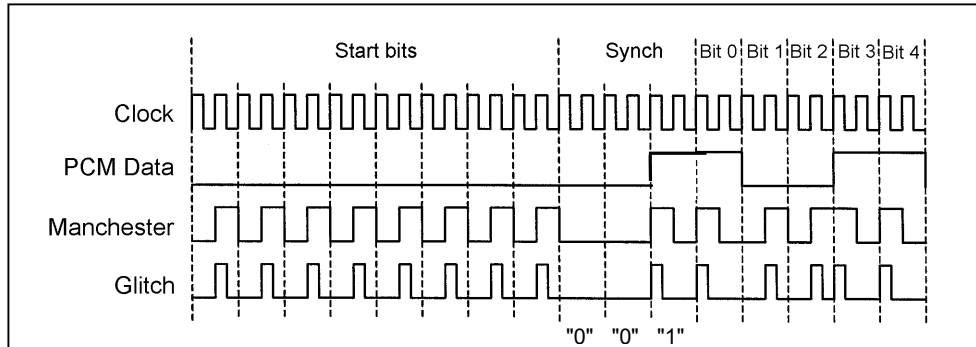 Start bits Synch Bit 0 Bit 1 Bit 2 Bit 3 Bit 4
Clock
PCM Data
Manchester
Glitch
"0" "0" "1"